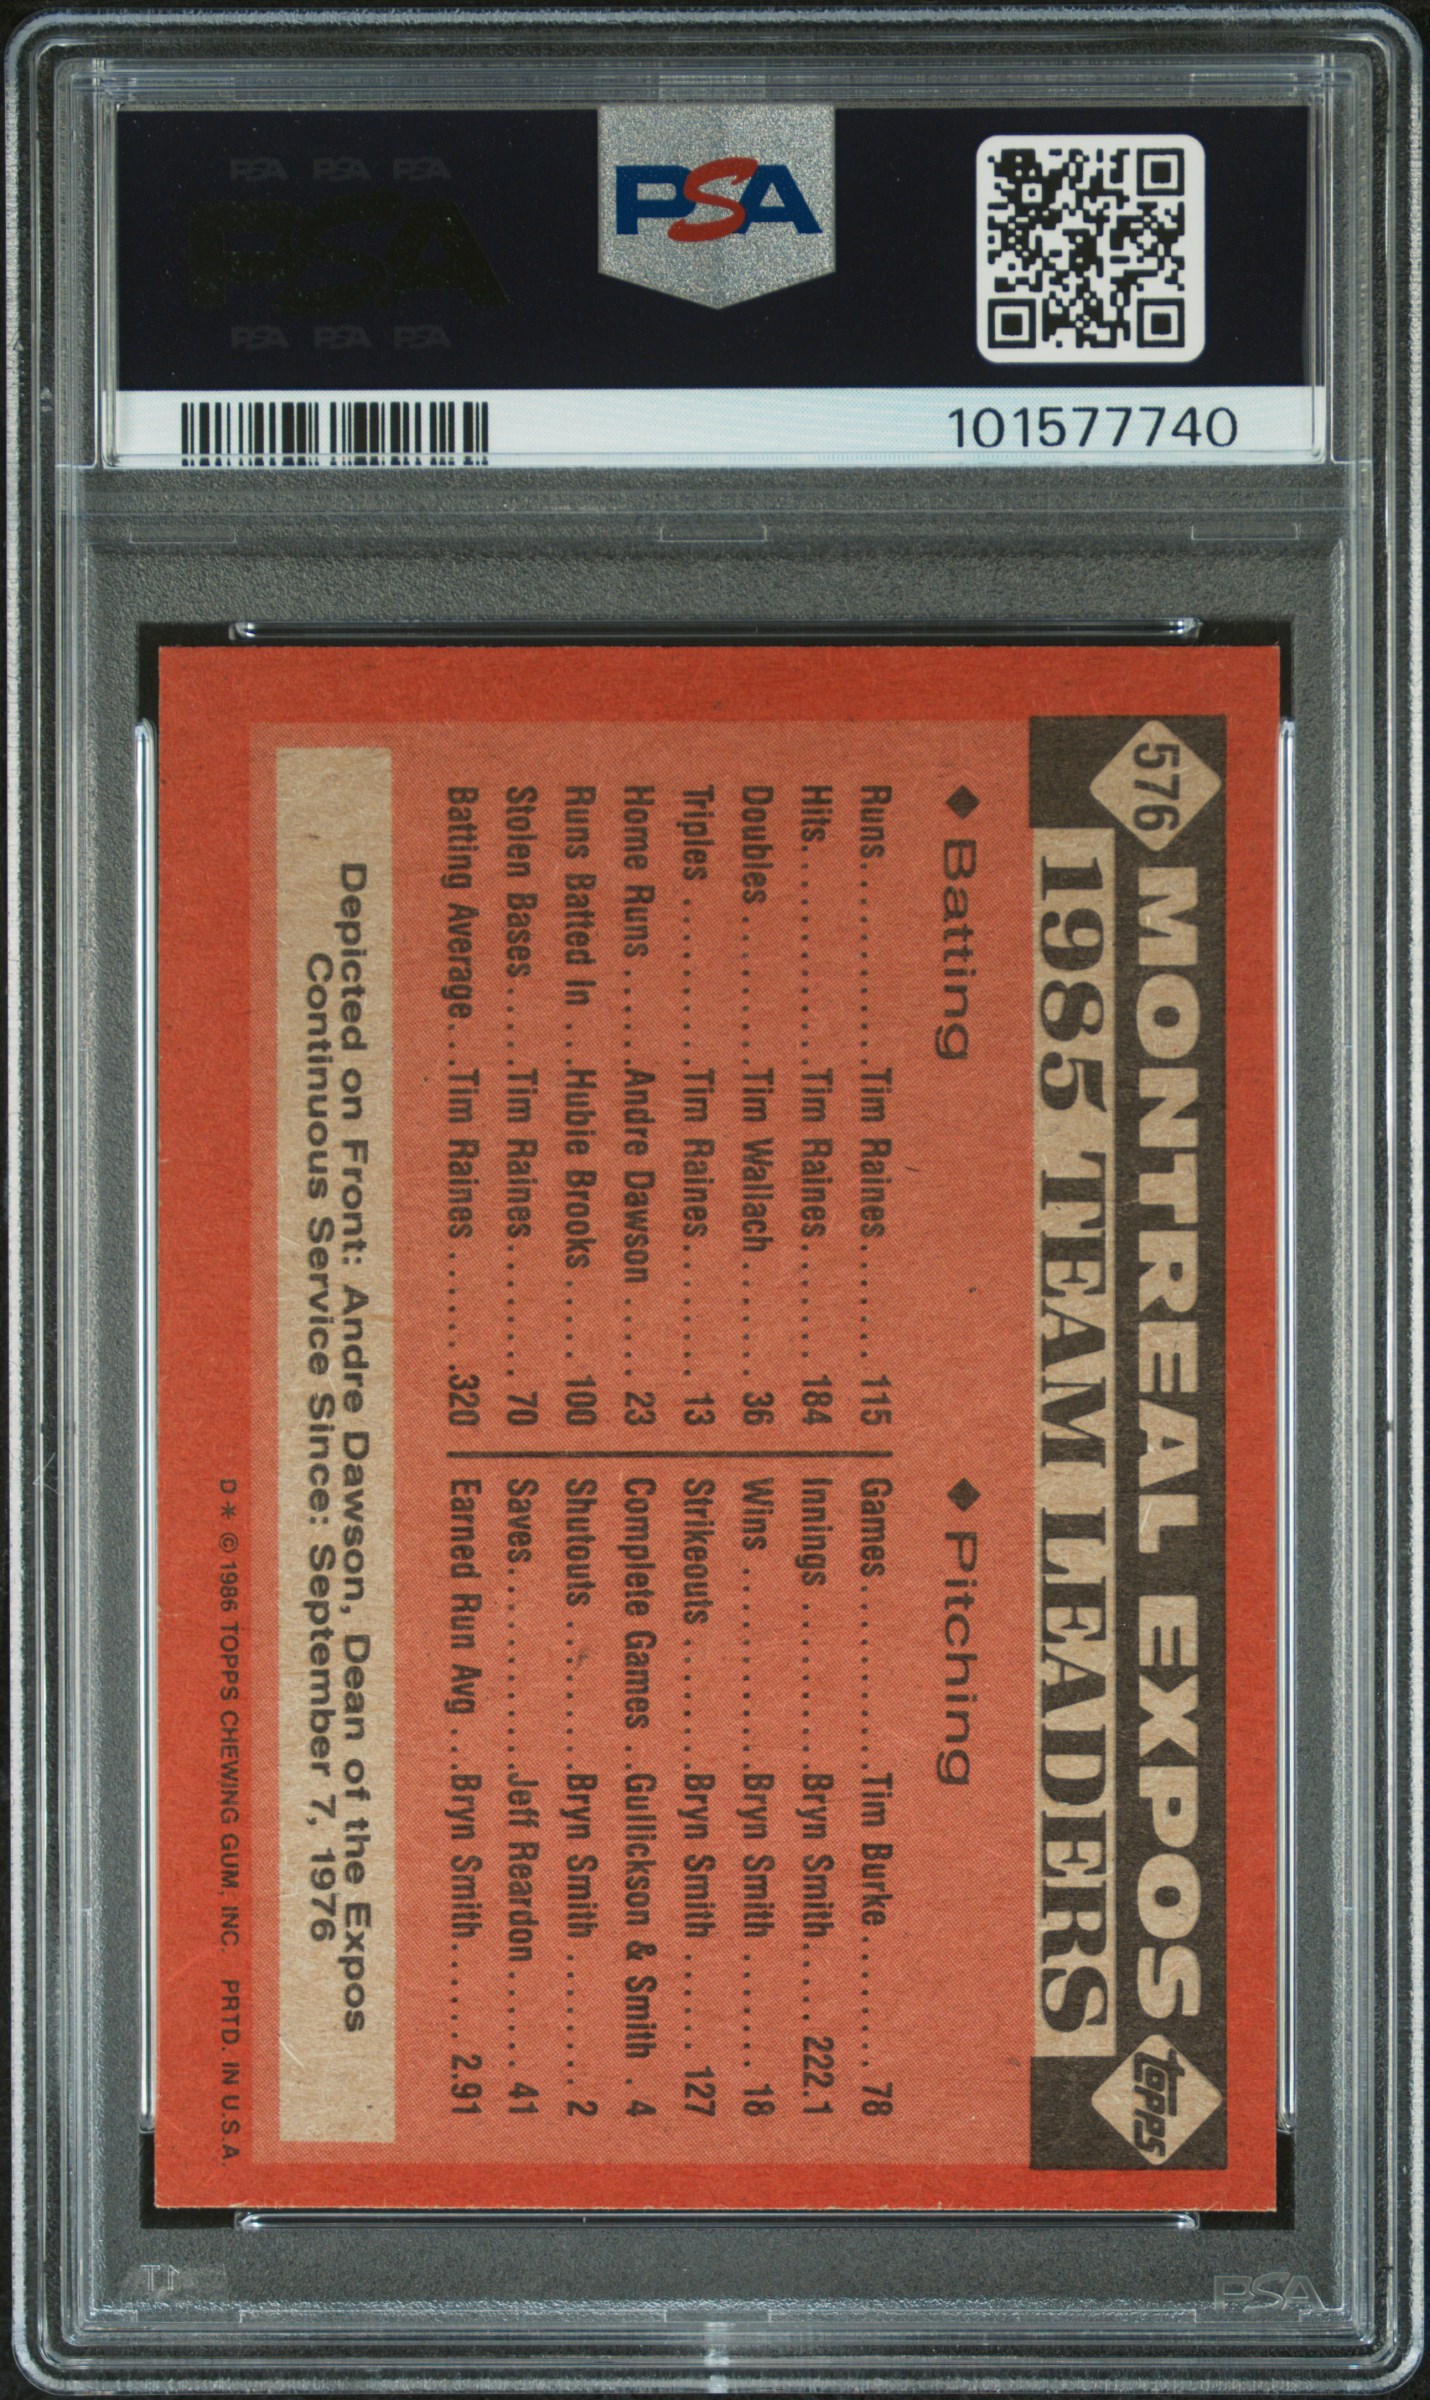 PSA PSA PSA
PSA
PSA PSA PSA
PSA
101577740
576 MONTREAL EXPOS topps
1985 TEAM LEADERS
◆ Batting
Runs..........Tim Raines.......115
Hits...........Tim Raines......184
Doubles.........Tim Wallach......36
Triples..........Tim Raines.......13
Home Runs......Andre Dawson.....23
Runs Batted In...Hubie Brooks.....100
Stolen Bases.....Tim Raines.......70
Batting Average...Tim Raines......320
◆ Pitching
Games..........Tim Burke.......78
Innings.........Bryn Smith.....222.1
Wins...........Bryn Smith.......18
Strikeouts........Bryn Smith......127
Complete Games..Gullickson & Smith.4
Shutouts.........Bryn Smith.......2
Saves...........Jeff Reardon......41
Earned Run Avg...Bryn Smith......2.91
Depicted on Front: Andre Dawson, Dean of the Expos
Continuous Service Since: September 7, 1976
D* © 1986 TOPPS CHEWING GUM, INC. PRTD. IN U.S.A.
PSA